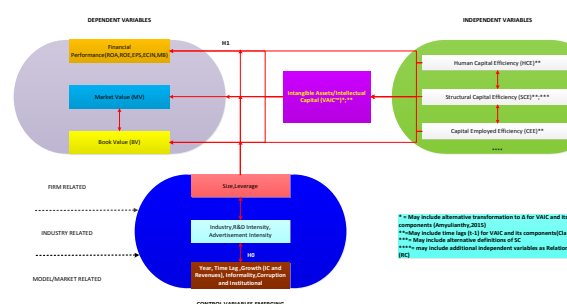 DEPENDENT VARIABLES
INDEPENDENT VARIABLES
H1
Financial
Performance(ROA,ROE,EPS,ECIN,MB)
Human Capital Efficiency (HCE)**
Market Value (MV)
Intangible Assets/Intellectual
Capital (VAIC™)*,**
Structural Capital Efficiency (SCE)**,***
Book Value (BV)
Capital Employed Efficiency (CEE)**
****
FIRM RELATED
Size,Leverage
INDUSTRY RELATED
Industry,R&D Intensity,
Advertisement Intensity
H0
MODEL/MARKET RELATED
Year, Time Lag ,Growth (IC and
Revenues), Informality,Corruption
and Institutional
* = May include alternative transformation to Δ for VAIC and its
components (Amyulianthy,2015)
**=May include time lags (t-1) for VAIC and its components(Cla
***= May include alternative definitions of SC
****= may include additional independent variables as Relation
(RC)
CONTROL VARIABLES EMERGING